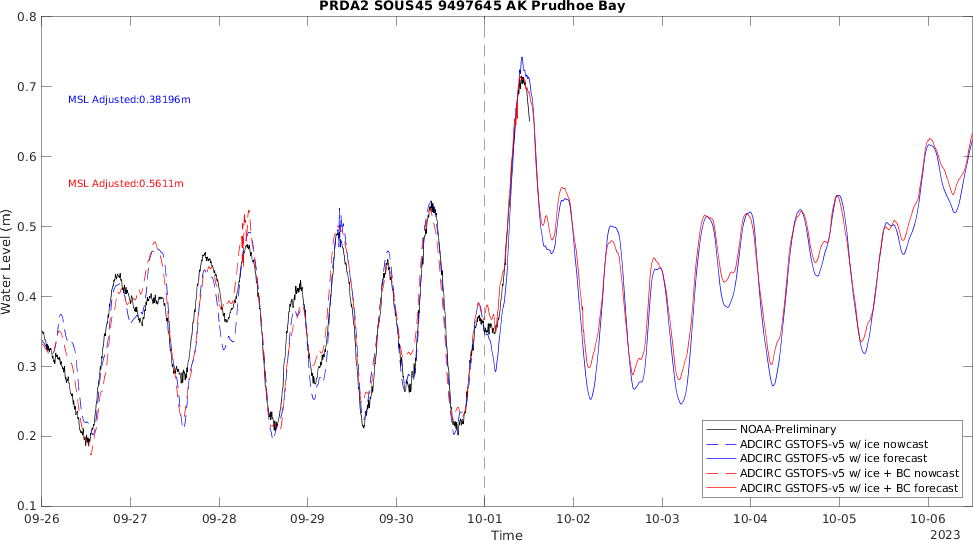 PRDA2 SOUS45 9497645 AK Prudhoe Bay
0.8
0.7
0.6
0.5
0.4
0.3
0.2
0.1
Water Level (m)
MSL Adjusted:0.38196m
MSL Adjusted:0.5611m
NOAA-Preliminary
ADCIRC GSTOFS-v5 w/ ice nowcast
ADCIRC GSTOFS-v5 w/ ice forecast
ADCIRC GSTOFS-v5 w/ ice + BC nowcast
ADCIRC GSTOFS-v5 w/ ice + BC forecast
09-26 09-27 09-28 09-29 09-30 10-01 10-02 10-03 10-04 10-05 10-06
2023
Time